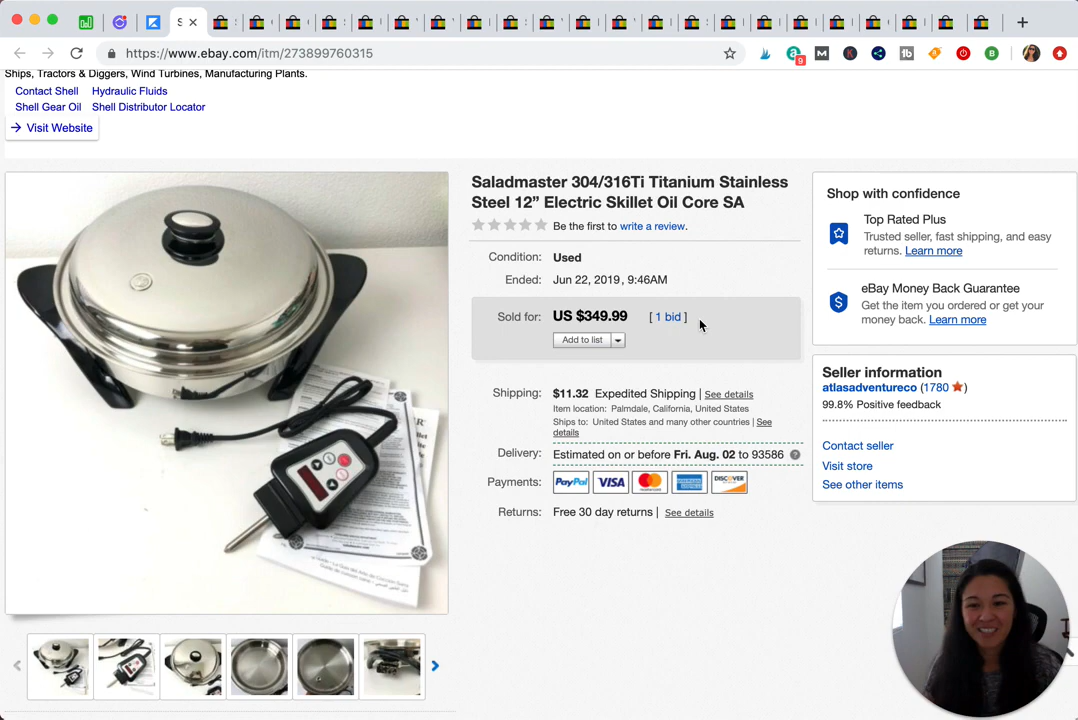 S
https://www.ebay.com/itm/273899760315
9
Ships, Tractors & Diggers, Wind Turbines, Manufacturing Plants.
Contact Shell Hydraulic Fluids
Shell Gear Oil Shell Distributor Locator
→ Visit Website
Saladmaster 304/316Ti Titanium Stainless
Steel 12” Electric Skillet Oil Core SA
Be the first to write a review.
Condition: Used
Ended: Jun 22, 2019 , 9:46AM
Sold for: US $349.99 [ 1 bid ]
Add to list
Shipping: $11.32 Expedited Shipping | See details
Item location: Palmdale, California, United States
Ships to: United States and many other countries | See
details
Delivery: Estimated on or before Fri. Aug. 02 to 93586 ?
Payments: PayPal VISA mastercard AMERICAN EXPRESS DISCOVER
Returns: Free 30 day returns | See details
Shop with confidence
Top Rated Plus
Trusted seller, fast shipping, and easy
returns. Learn more
eBay Money Back Guarantee
Get the item you ordered or get your
money back. Learn more
Seller information
atlasadventureco (1780 )
99.8% Positive feedback
Contact seller
Visit store
See other items